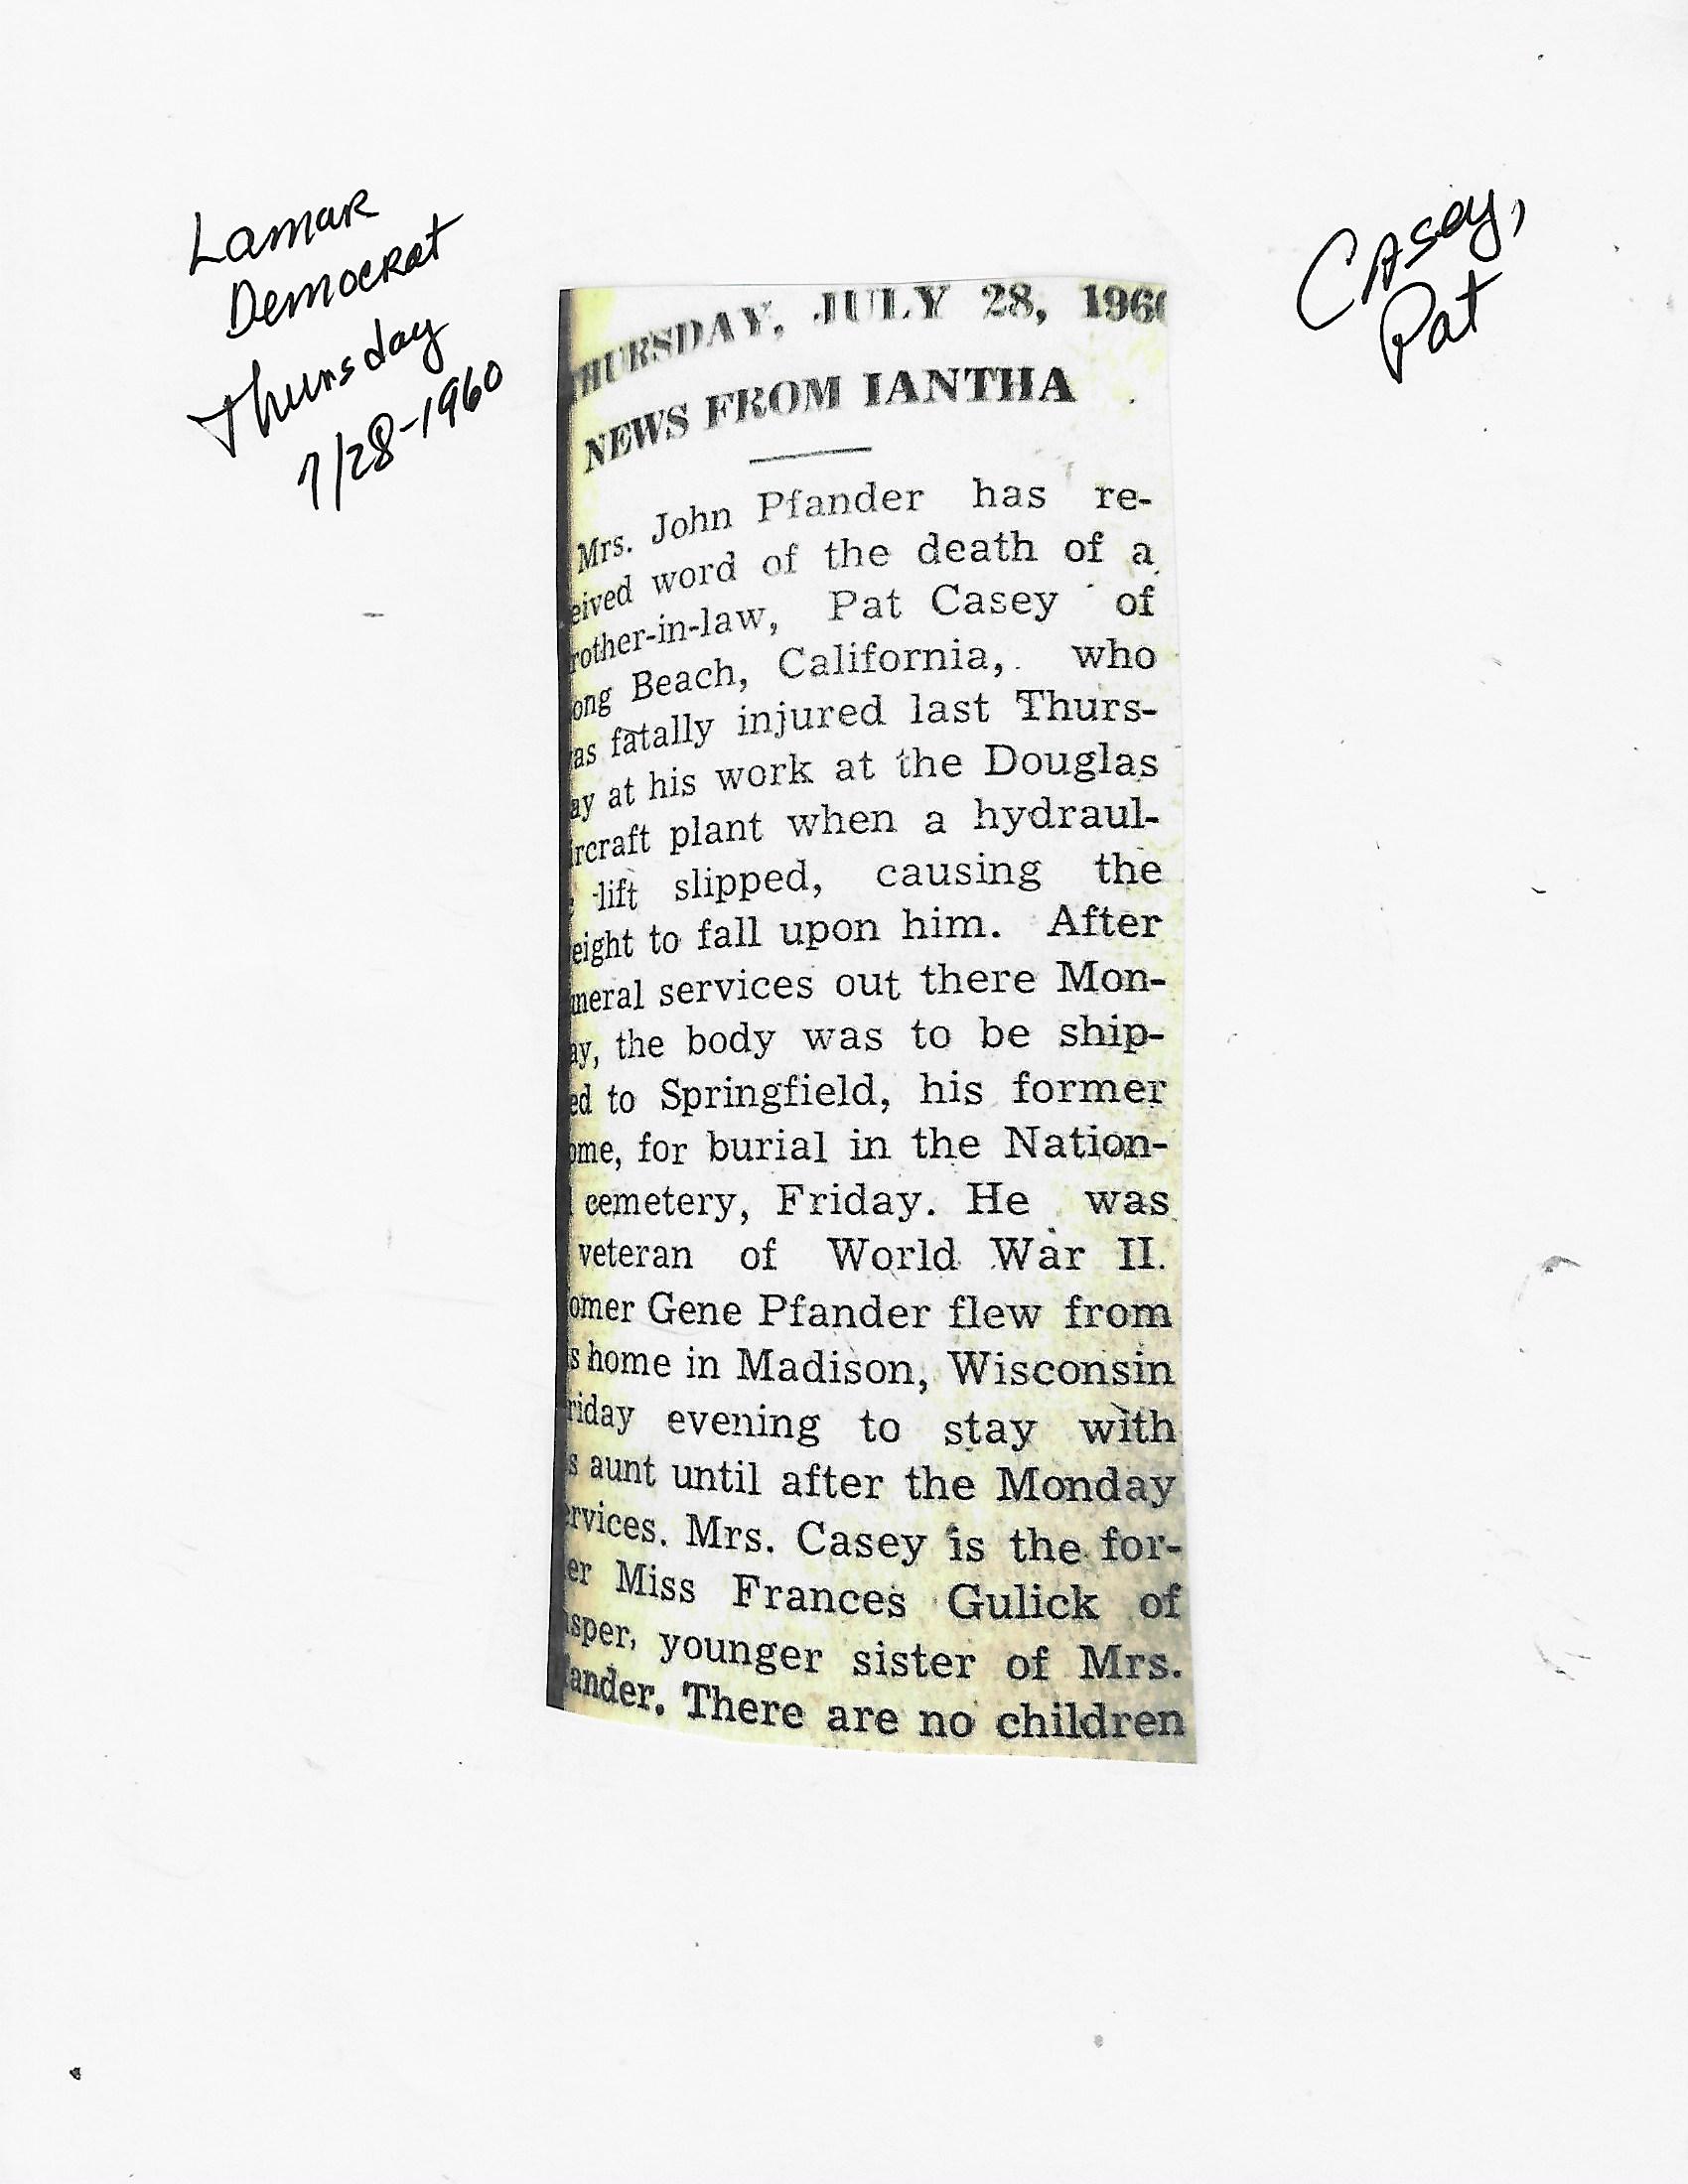 Lamar
Democrat
Thursday
7/28-1960
Casey,
Pat
HURSDAY, JULY 28, 196
NEWS FROM IANTHA
Mrs. John Pfander has re-
eived word of the death of a
rother-in-law, Pat Casey of
ong Beach, California, who
as fatally injured last Thurs-
ay at his work at the Douglas
ircraft plant when a hydraul-
lift slipped, causing the
eight to fall upon him. After
neral services out there Mon-
ay, the body was to be ship-
ed to Springfield, his former
ome, for burial in the Nation-
cemetery, Friday. He was
veteran of World War II.
omer Gene Pfander flew from
s home in Madison, Wisconsin
riday evening to stay with
s aunt until after the Monday
ervices. Mrs. Casey is the for-
er Miss Frances Gulick of
sper, younger sister of Mrs.
ander. There are no children